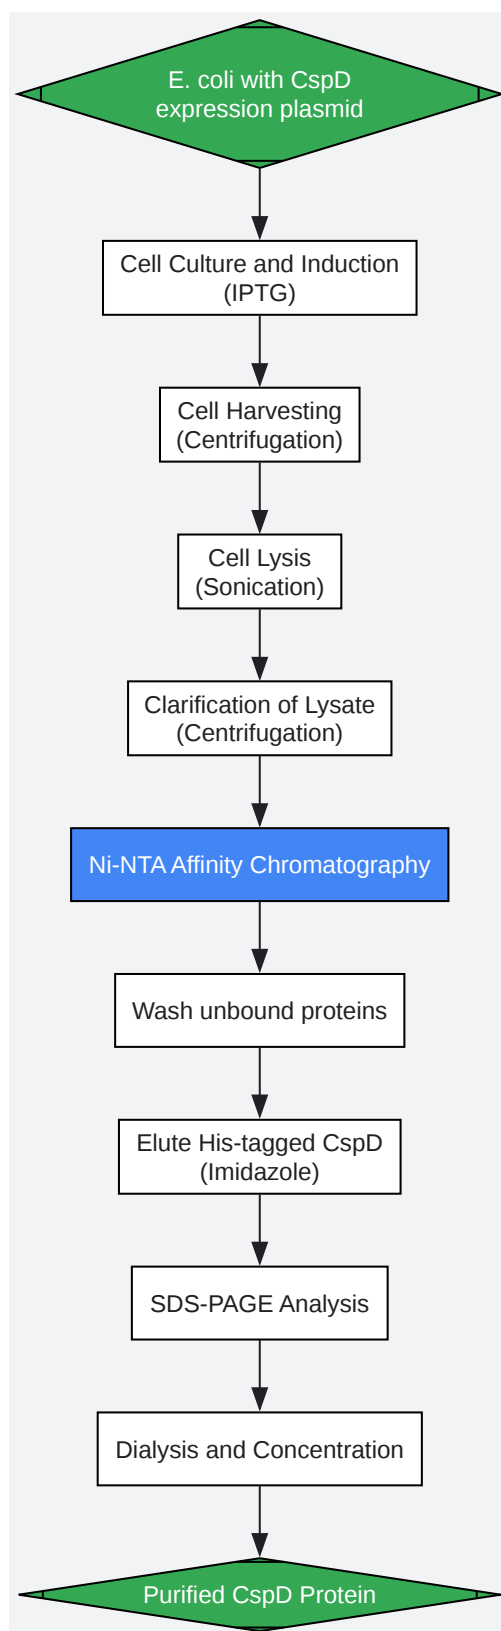 E. coli with CspD
expression plasmid
Cell Culture and Induction
(IPTG)
Cell Harvesting
(Centrifugation)
Cell Lysis
(Sonication)
Clarification of Lysate
(Centrifugation)
Ni-NTA Affinity Chromatography
Wash unbound proteins
Elute His-tagged CspD
(Imidazole)
SDS-PAGE Analysis
Dialysis and Concentration
Purified CspD Protein